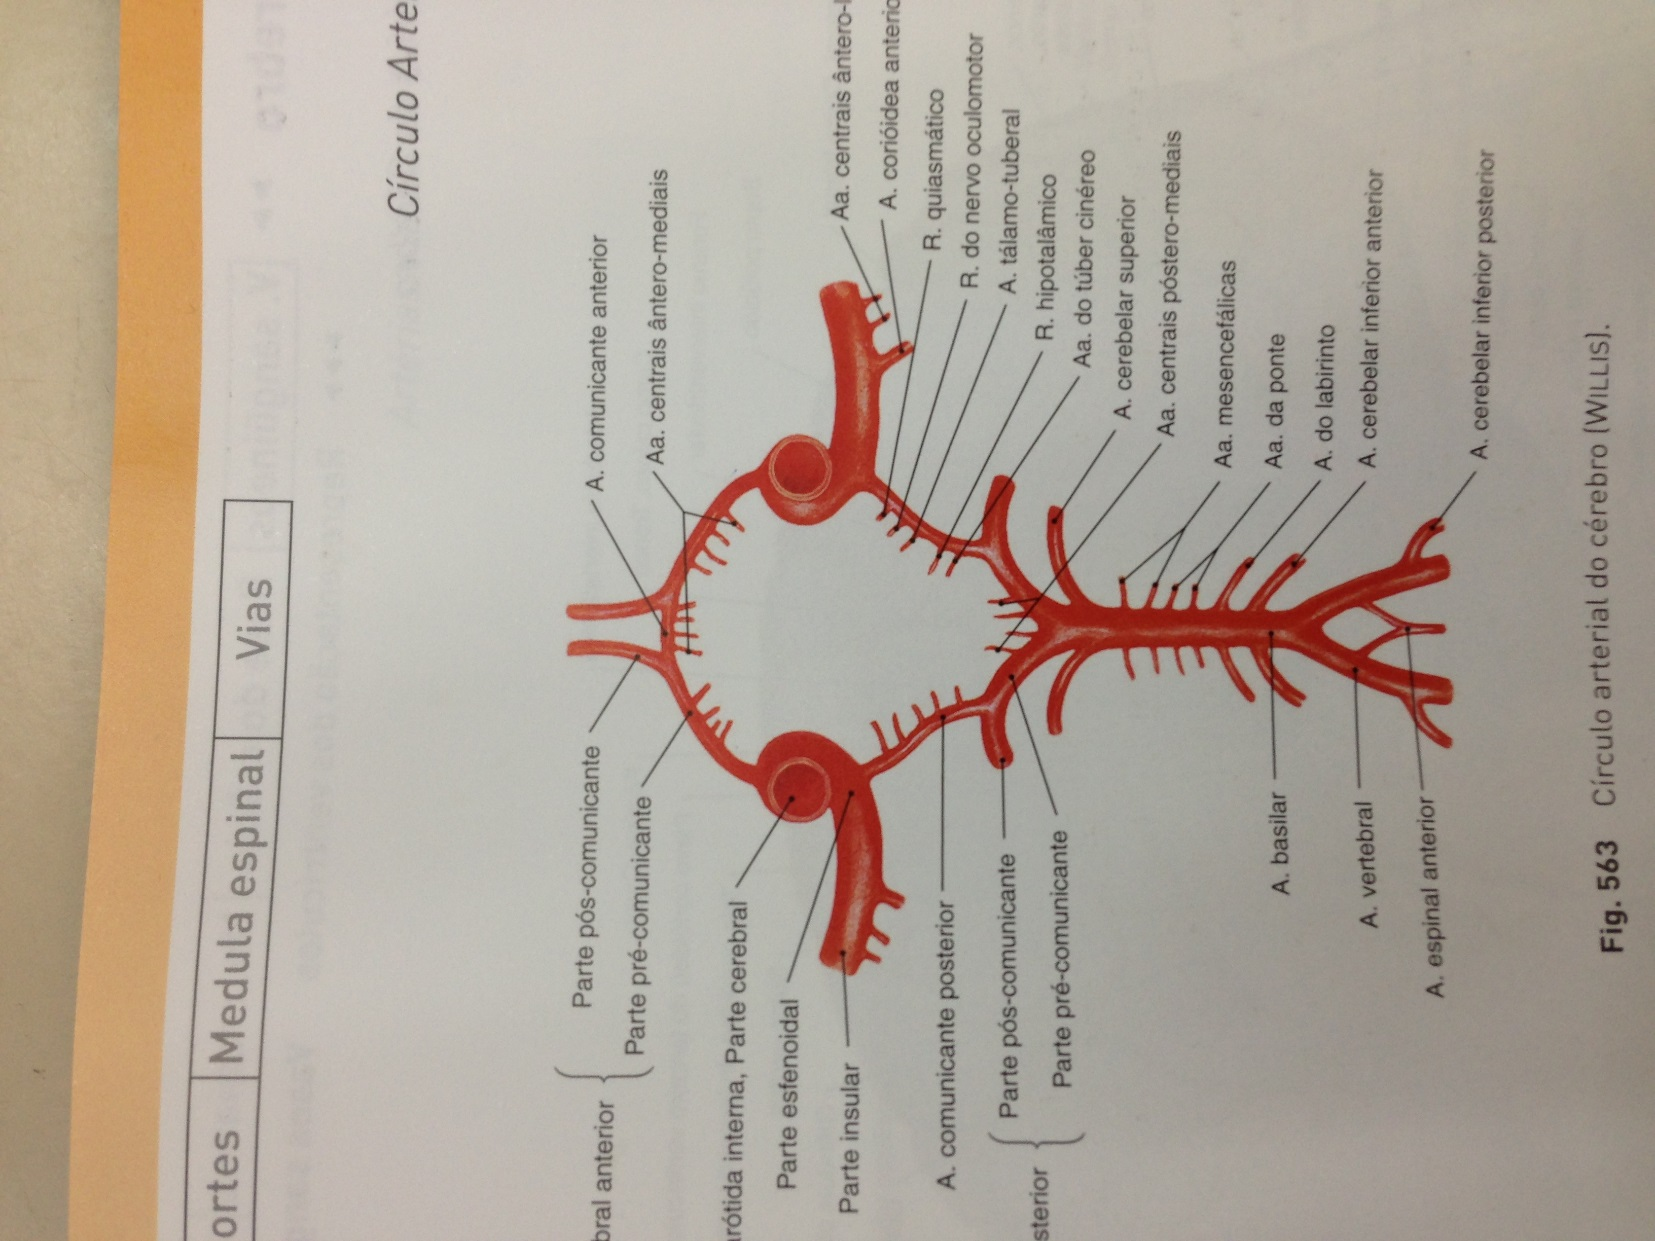 ortes Medula espinal Vias
Círculo Arte
A. comunicante anterior
Aa. centrais ântero-mediais
Aa. centrais ântero-l
A. corióidea anterio
R. quiasmático
R. do nervo oculomotor
A. tálamo-tuberal
R. hipotalâmico
Aa. do túber cinéreo
A. cerebelar superior
Aa. centrais póstero-mediais
Aa. mesencefálicas
Aa. da ponte
A. do labirinto
A. cerebelar inferior anterior
A. cerebelar inferior posterior
bral anterior
Parte pós-comunicante
Parte pré-comunicante
rótida interna, Parte cerebral
Parte esfenoidal
Parte insular
A. comunicante posterior
sterior
Parte pós-comunicante
Parte pré-comunicante
A. basilar
A. vertebral
A. espinal anterior
Fig. 563 Círculo arterial do cérebro (WILLIS).